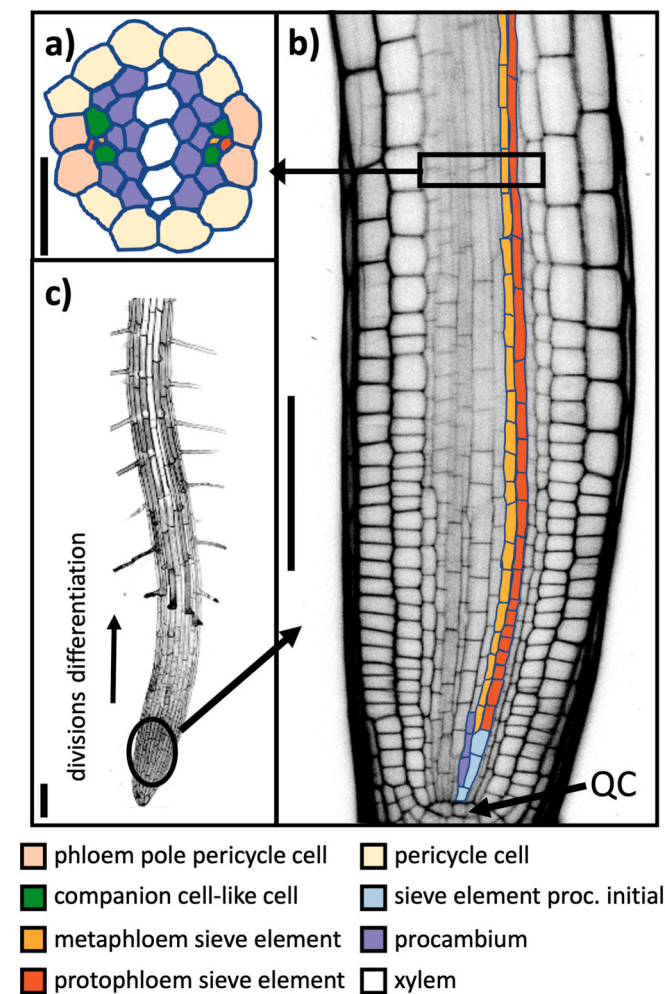 a)
b)
c)
divisions differentiation
QC
phloem pole pericycle cell
pericycle cell
companion cell-like cell
sieve element proc. initial
metaphloem sieve element
procambium
protophloem sieve element
xylem